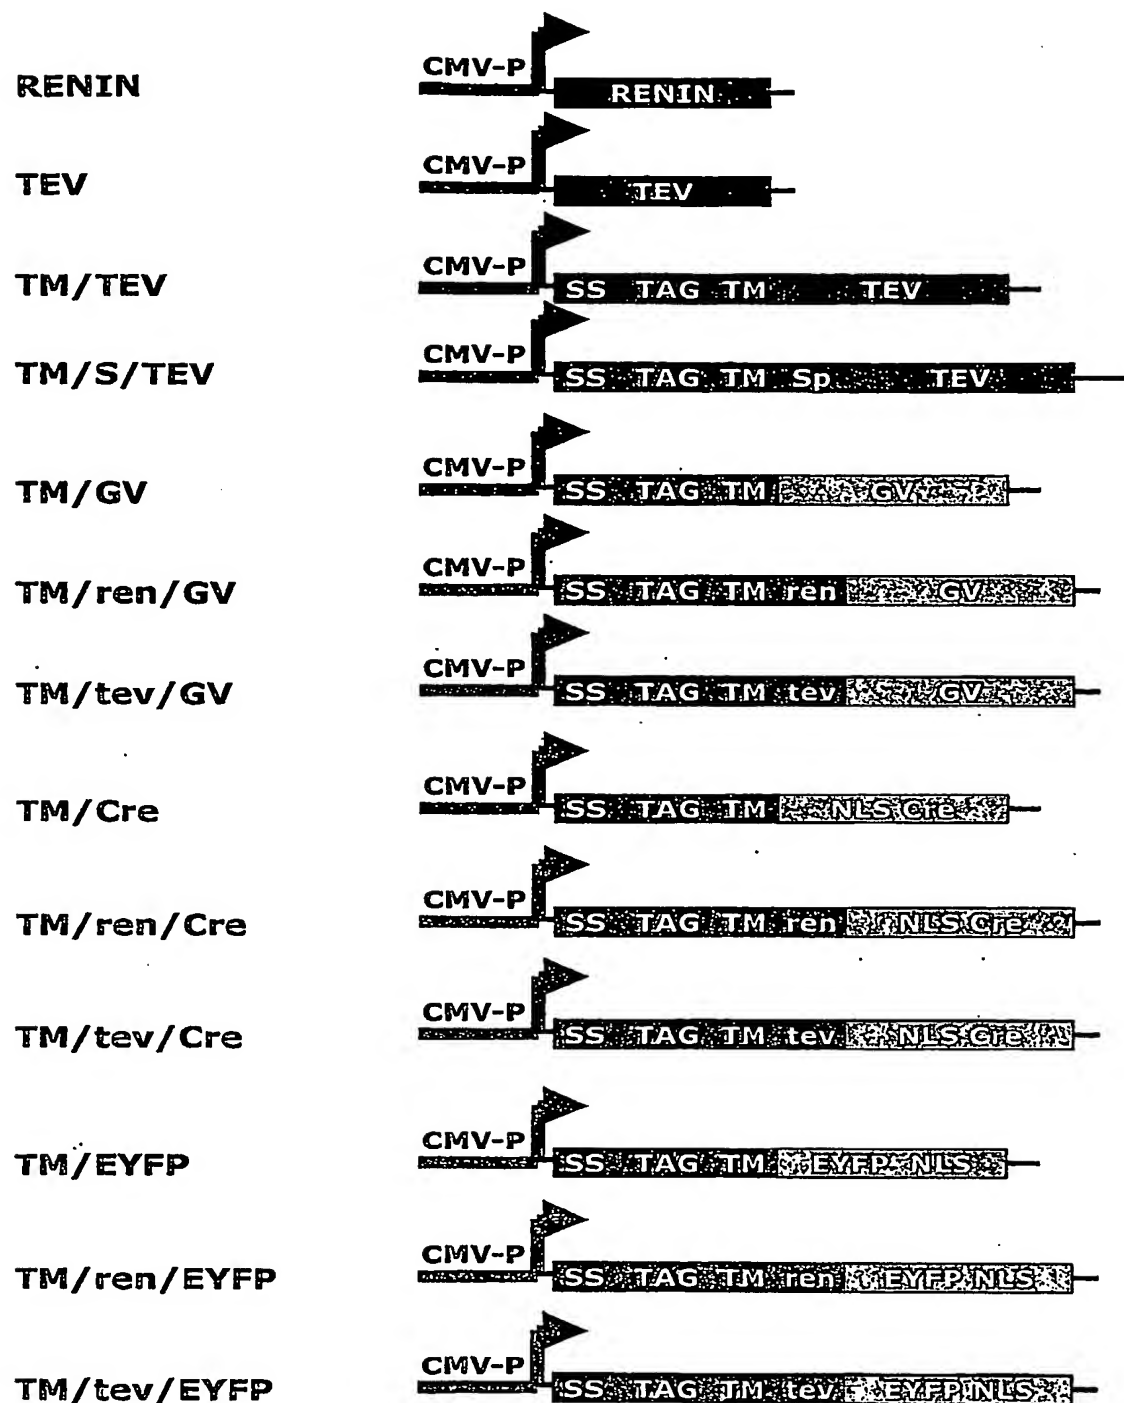 RENIN CMV-P RENIN
TEV CMV-P TEV
TM/TEV CMV-P SS TAG TM TEV
TM/S/TEV CMV-P SS TAG TM Sp TEV
TM/GV CMV-P SS TAG TM GV
TM/ren/GV CMV-P SS TAG TM ren GV
TM/tev/GV CMV-P SS TAG TM tev GV
TM/Cre CMV-P SS TAG TM NLS Cre
TM/ren/Cre CMV-P SS TAG TM ren NLS Cre
TM/tev/Cre CMV-P SS TAG TM tev NLS Cre
TM/EYFP CMV-P SS TAG TM EYFP NLS
TM/ren/EYFP CMV-P SS TAG TM ren EYFP NLS
TM/tev/EYFP CMV-P SS TAG TM tev EYFP NLS